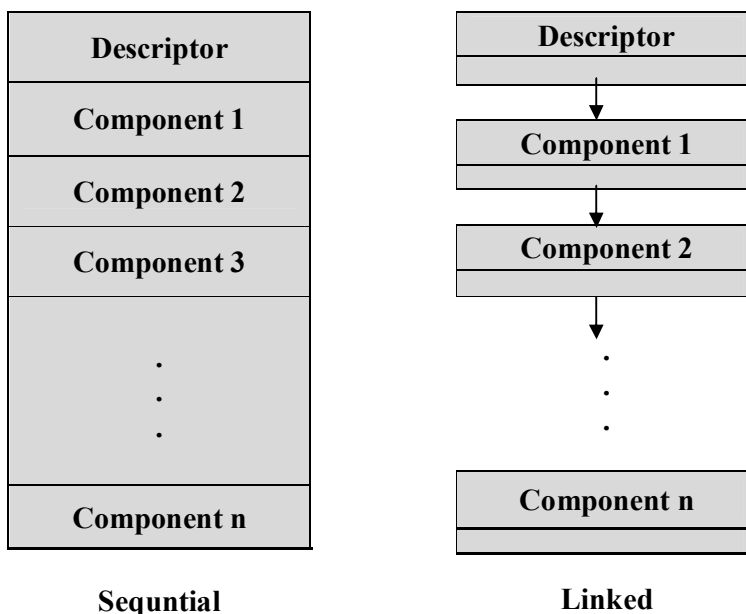 Descriptor
Component 1
Component 2
Component 3
.
.
.
Component n
Sequntial
Descriptor
Component 1
Component 2
.
.
.
Component n
Linked